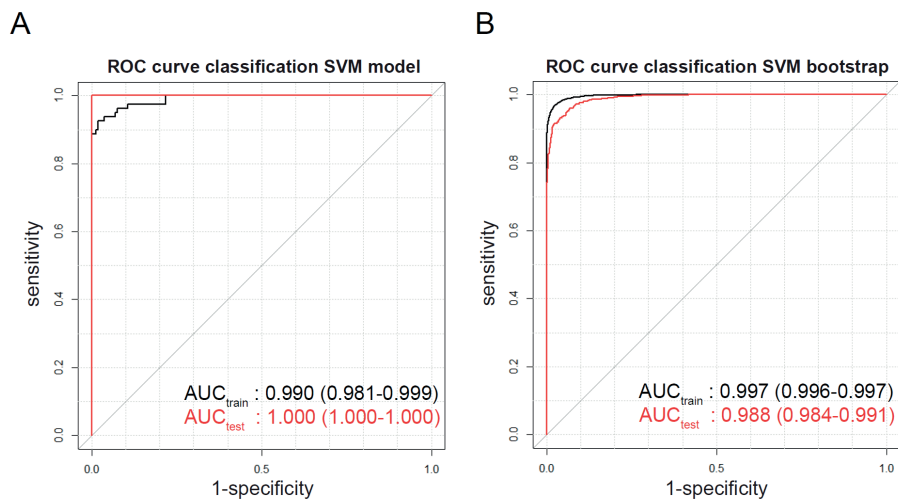 A
ROC curve classification SVM model
sensitivity
1.0
0.8
0.6
0.4
0.2
0.0
AUCtrain : 0.990 (0.981-0.999)
AUCtest : 1.000 (1.000-1.000)
0.0 0.5 1.0
1-specificity
B
ROC curve classification SVM bootstrap
sensitivity
1.0
0.8
0.6
0.4
0.2
0.0
AUCtrain : 0.997 (0.996-0.997)
AUCtest : 0.988 (0.984-0.991)
0.0 0.5 1.0
1-specificity